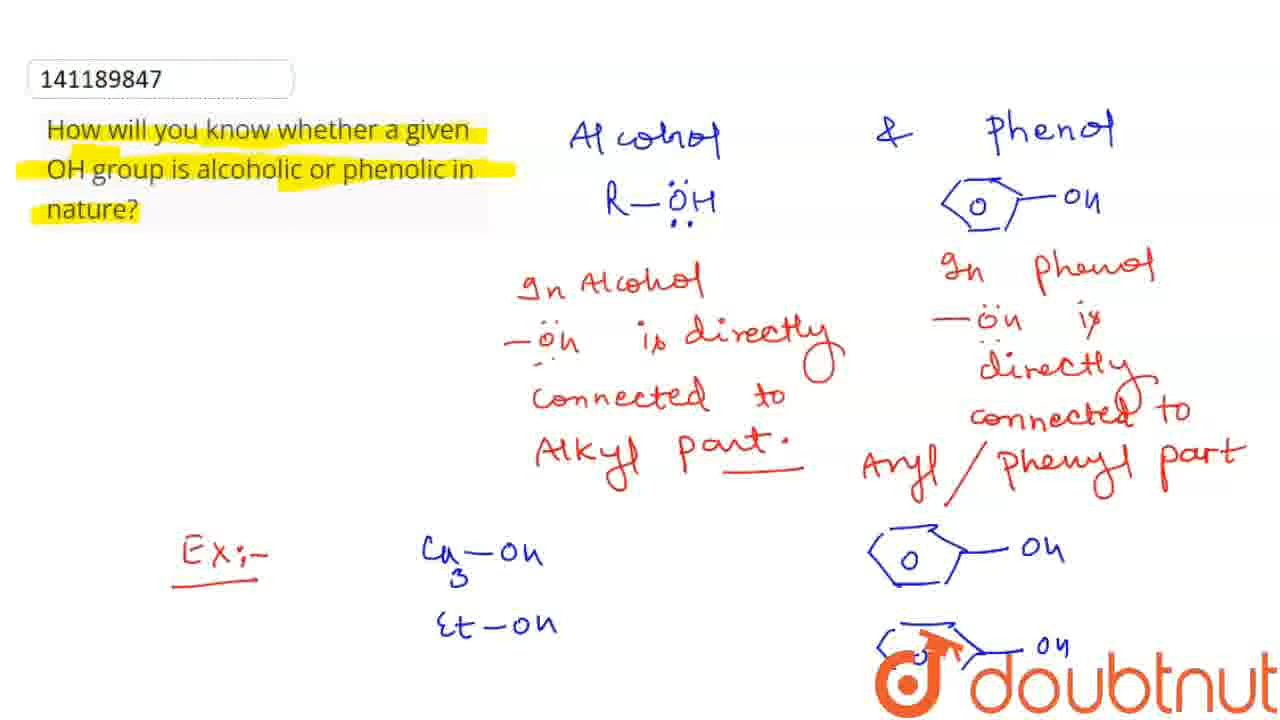 141189847
How will you know whether a given
OH group is alcoholic or phenolic in
nature?
Alcohol & Phenol
R-ÖH
OH
In Alcohol
-ÖH is directly
connected to
Alkyl part.
In phenol
-ÖH is
directly
connected to
Aryl / phenyl part
Ex:-
CH3-OH
Et-OH
OH
OH
doubtnut